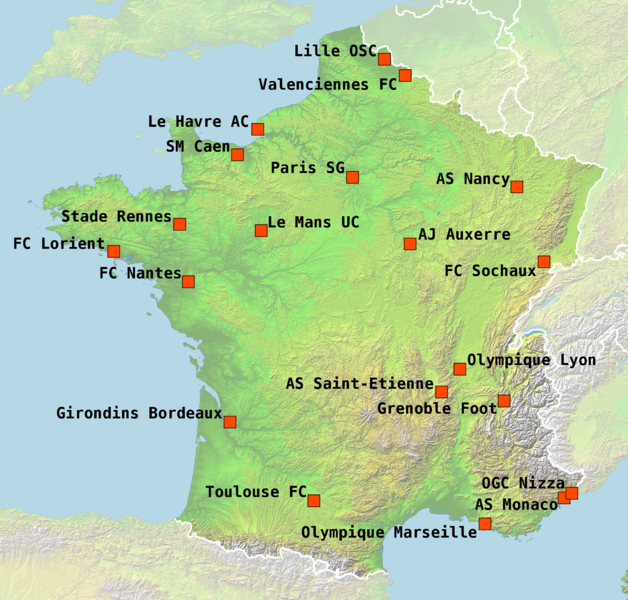 Lille OSC
Valenciennes FC
Le Havre AC
SM Caen
Paris SG
AS Nancy
Stade Rennes
Le Mans UC
AJ Auxerre
FC Lorient
FC Sochaux
FC Nantes
Olympique Lyon
AS Saint-Etienne
Grenoble Foot
Girondins Bordeaux
OGC Nizza
Toulouse FC
AS Monaco
Olympique Marseille